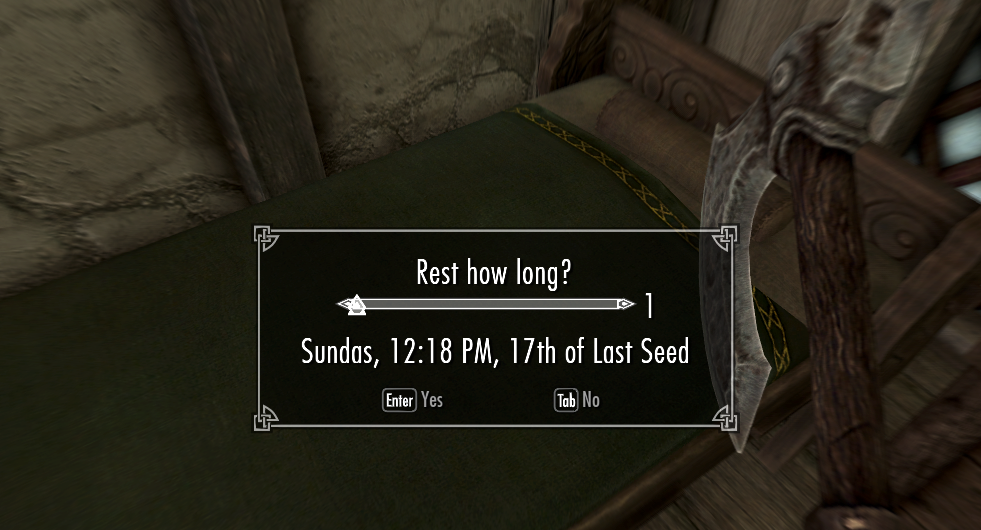 Rest how long?
1
Sundas, 12:18 PM, 17th of Last Seed
Enter Yes Tab No